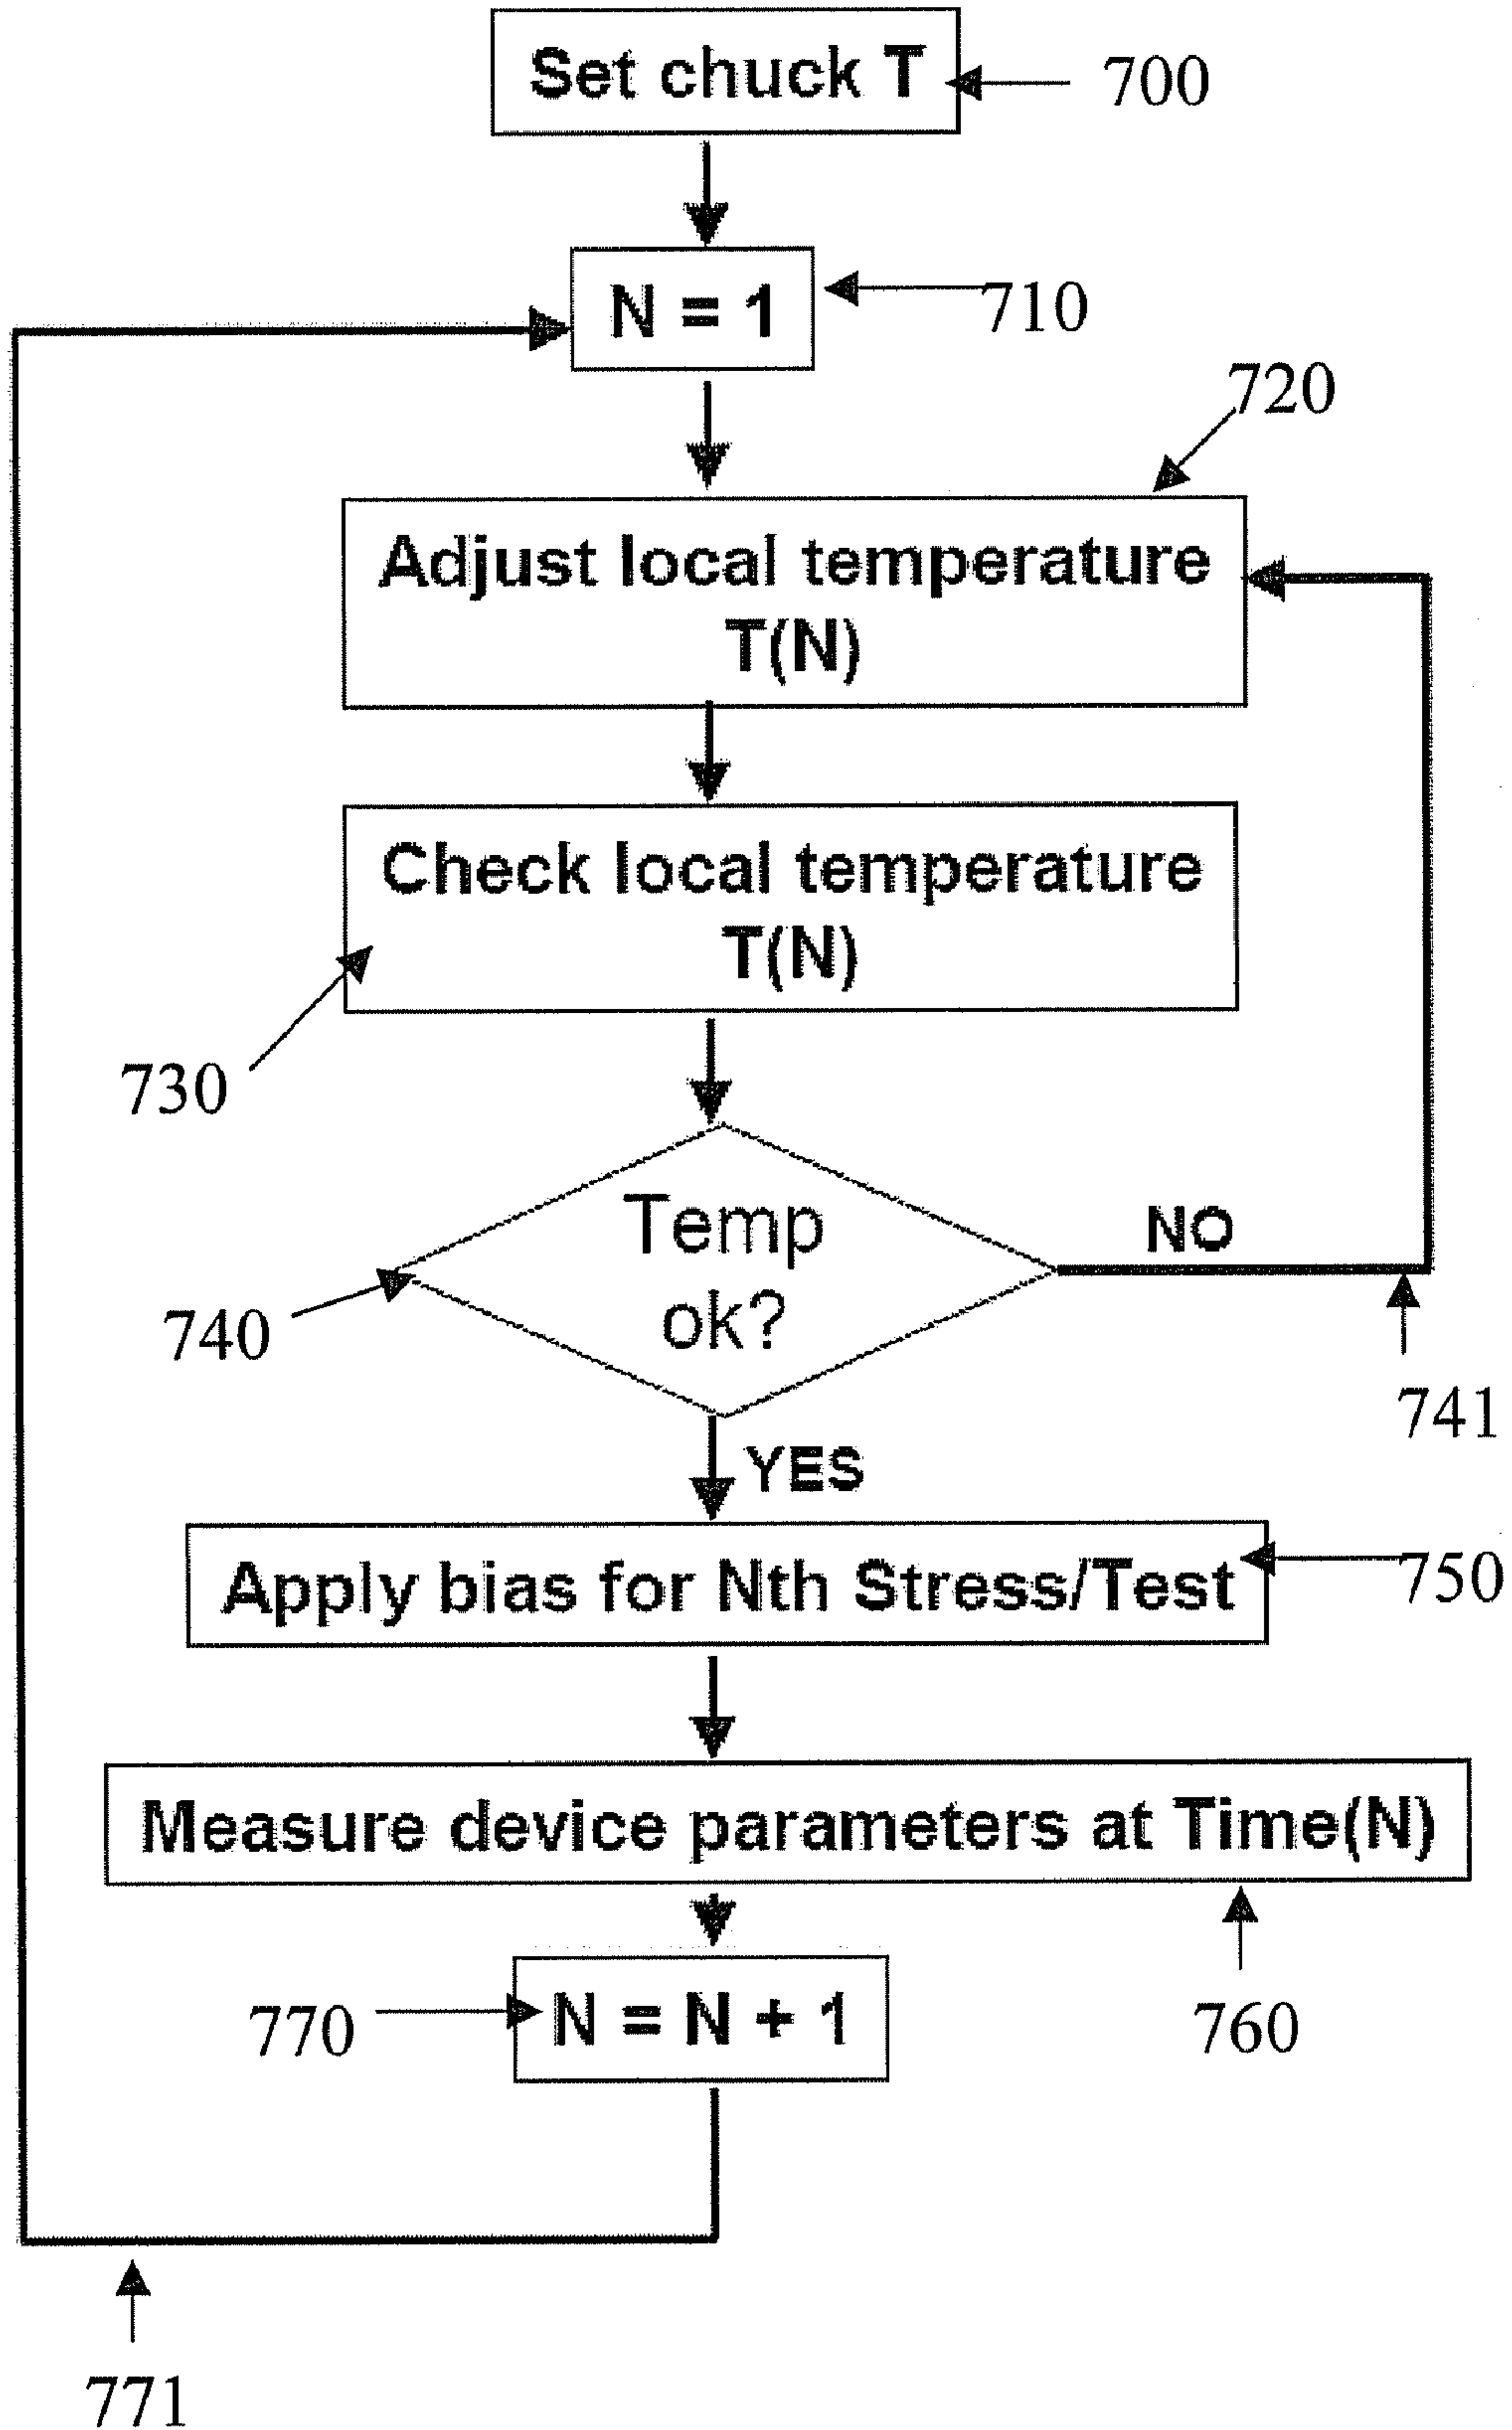 Set chuck T
700
N = 1
710
720
Adjust local temperature
T(N)
Check local temperature
T(N)
730
Temp
ok?
NO
740
741
YES
Apply bias for Nth Stress/Test
750
Measure device parameters at Time(N)
N = N + 1
770
760
771